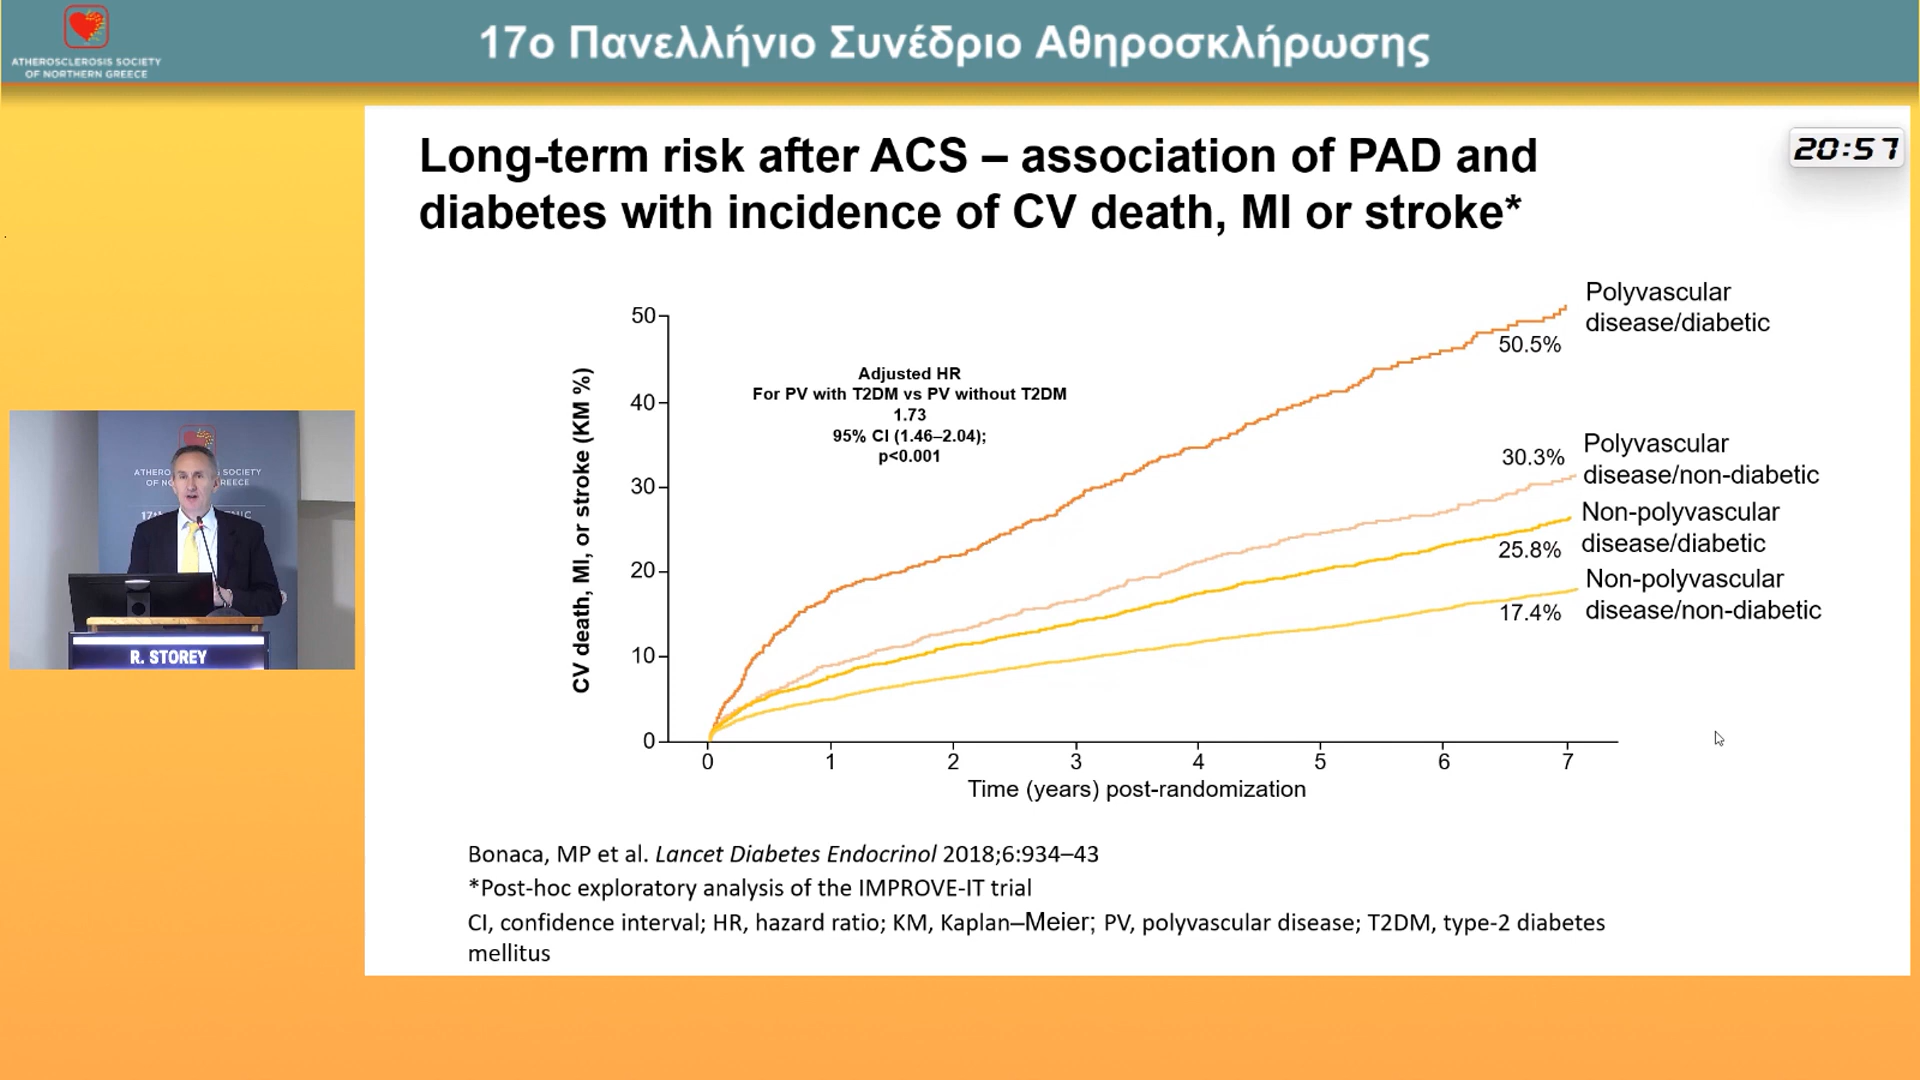 ATHEROSCLEROSIS SOCIETY
OF NORTHERN GREECE
17ο Πανελλήνιο Συνέδριο Αθηροσκλήρωσης
20:57
Long-term risk after ACS – association of PAD and
diabetes with incidence of CV death, MI or stroke*
CV death, MI, or stroke (KM %)
50
40
30
20
10
0
Adjusted HR
For PV with T2DM vs PV without T2DM
1.73
95% CI (1.46–2.04);
p<0.001
Polyvascular
disease/diabetic
50.5%
30.3%
Polyvascular
disease/non-diabetic
Non-polyvascular
disease/diabetic
25.8%
Non-polyvascular
disease/non-diabetic
17.4%
0 1 2 3 4 5 6 7
Time (years) post-randomization
Bonaca, MP et al. Lancet Diabetes Endocrinol 2018;6:934–43
*Post-hoc exploratory analysis of the IMPROVE-IT trial
CI, confidence interval; HR, hazard ratio; KM, Kaplan–Meier; PV, polyvascular disease; T2DM, type-2 diabetes
mellitus
SOCIETY
REECE
R. STOREY